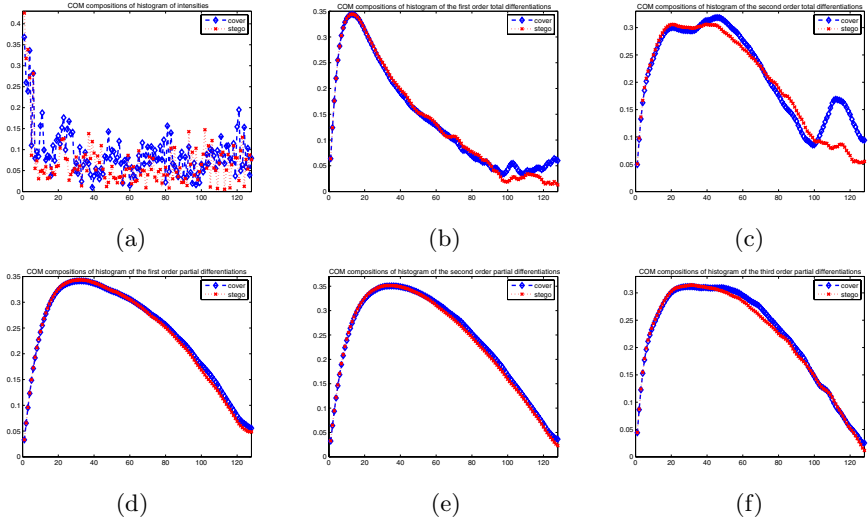 COM compositions of histogram of intensities
cover
stego
0.4
0.35
0.3
0.25
0.2
0.15
0.1
0.05
0
0 20 40 60 80 100 120
(a)
COM compositions of histogram of the first order total differentiations
cover
stego
0.35
0.3
0.25
0.2
0.15
0.1
0.05
0
0 20 40 60 80 100 120
(b)
COM compositions of histogram of the second order total differentiations
cover
stego
0.3
0.25
0.2
0.15
0.1
0.05
0
0 20 40 60 80 100 120
(c)
COM compositions of histogram of the first order partial differentiations
cover
stego
0.35
0.3
0.25
0.2
0.15
0.1
0.05
0
0 20 40 60 80 100 120
(d)
COM compositions of histogram of the second order partial differentiations
cover
stego
0.35
0.3
0.25
0.2
0.15
0.1
0.05
0
0 20 40 60 80 100 120
(e)
COM compositions of histogram of the third order partial differentiations
cover
stego
0.3
0.25
0.2
0.15
0.1
0.05
0
0 20 40 60 80 100 120
(f)